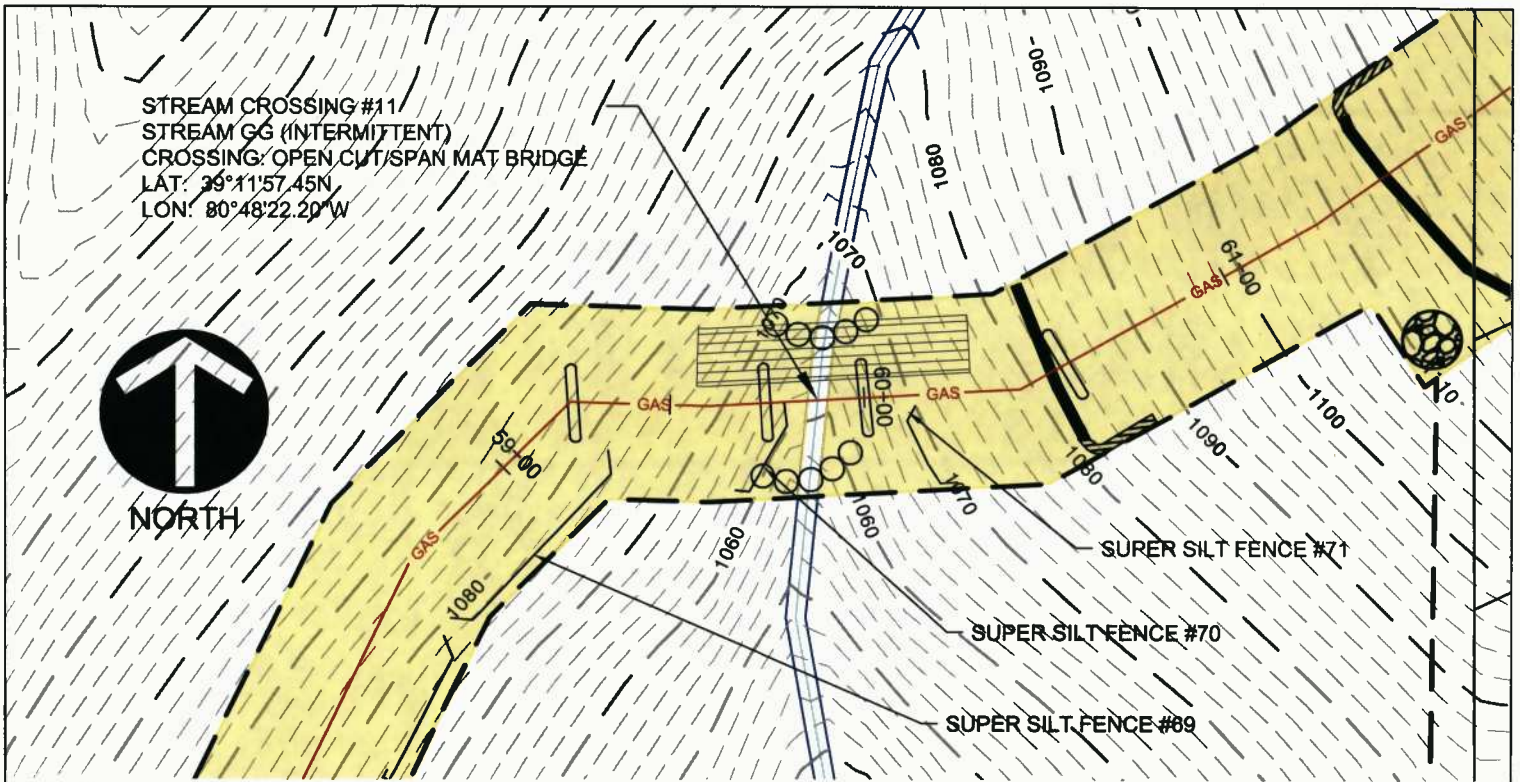 STREAM CROSSING #11
STREAM GG (INTERMITTENT)
CROSSING: OPEN CUT/SPAN MAT BRIDGE
LAT: 39°11'57.45N
LON: 80°48'22.20"W
NORTH
1090
1080
1070
1070
GAS
61+00
GAS
60+00
GAS
GAS
59+00
GAS
1080
1060
1060
1070
1080
1090
1100
SUPER SILT FENCE #71
SUPER SILT FENCE #70
SUPER SILT FENCE #69